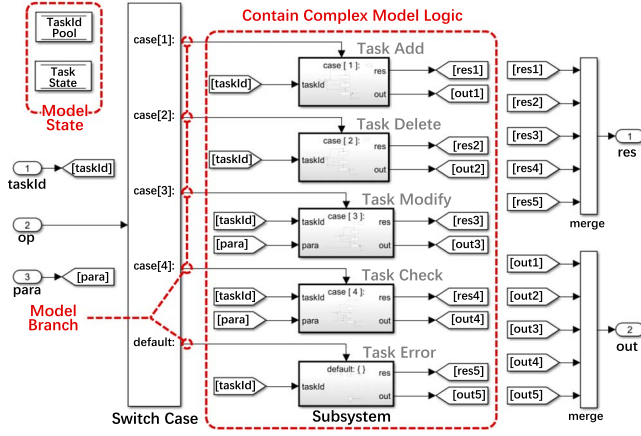 Contain Complex Model Logic
TaskId
Pool
Task
State
Model
State
1
taskId
[taskId]
2
op
3
para
[para]
Model
Branch
case[1]:
case[2]:
case[3]:
case[4]:
default:
Switch Case
Task Add
[taskId]
case [ 1 ]:
taskId
res
out
[res1]
[out1]
Task Delete
[taskId]
case [ 2 ]:
taskId
res
out
[res2]
[out2]
Task Modify
[taskId]
[para]
case [ 3 ]:
taskId
para
res
out
[res3]
[out3]
Task Check
[taskId]
[para]
case [ 4 ]:
taskId
para
res
out
[res4]
[out4]
Task Error
[taskId]
default: { }
taskId
res
out
[res5]
[out5]
Subsystem
[res1]
[res2]
[res3]
[res4]
[res5]
merge
1
res
[out1]
[out2]
[out3]
[out4]
[out5]
merge
2
out